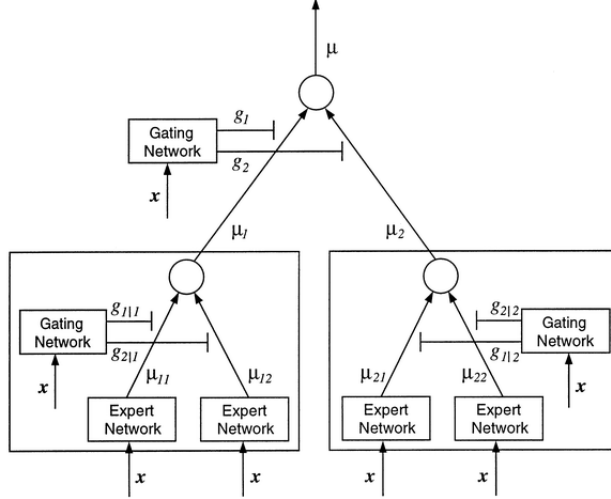 μ
g1
Gating
Network
g2
x
μ1
μ2
g1|1
Gating
Network
g2|1
x
g2|2
Gating
Network
g1|2
x
μ11
μ12
μ21
μ22
Expert
Network
Expert
Network
Expert
Network
Expert
Network
x
x
x
x